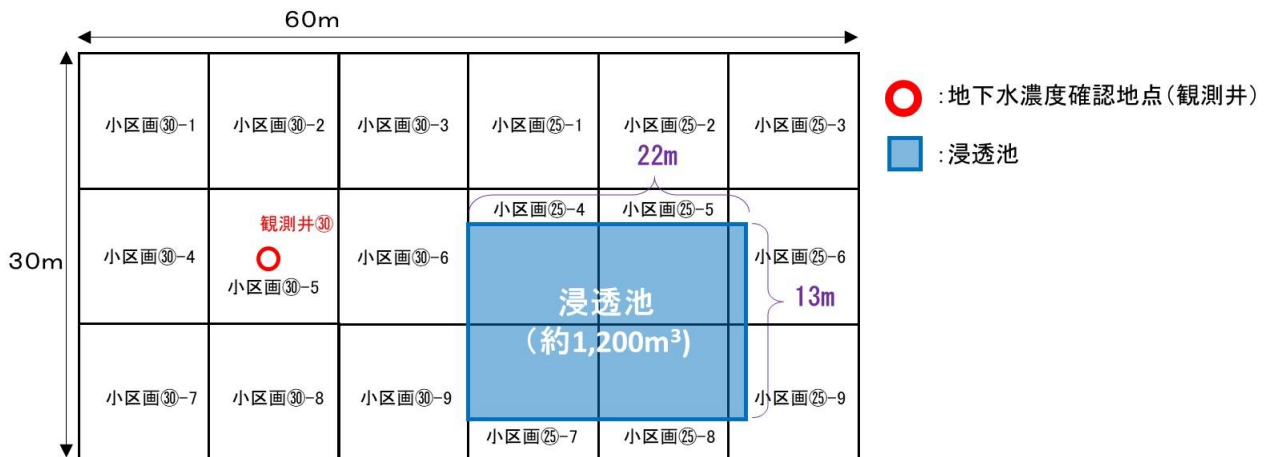 60m
30m
小区画㉚-1
小区画㉚-2
小区画㉚-3
小区画㉕-1
小区画㉕-2
小区画㉕-3
22m
小区画㉚-4
観測井㉚
小区画㉚-5
小区画㉚-6
小区画㉕-4
小区画㉕-5
小区画㉕-6
13m
浸透池
(約1,200m³)
小区画㉚-7
小区画㉚-8
小区画㉚-9
小区画㉕-7
小区画㉕-8
小区画㉕-9
:地下水濃度確認地点(観測井)
:浸透池